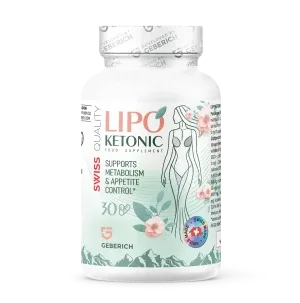 GEBERICH
SWISS QUALITY
LIPO
KETONIC
FOOD SUPPLEMENT
SUPPORTS
METABOLISM
& APPETITE
CONTROL*
30
GEBERICH